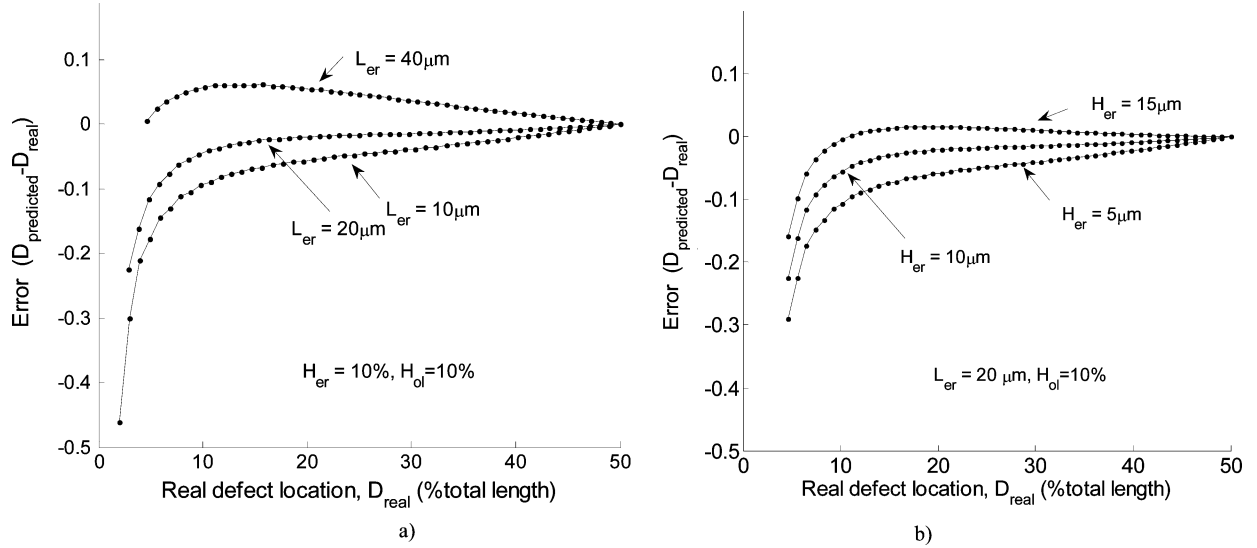 0.1
0
-0.1
-0.2
-0.3
-0.4
-0.5
Error (D_predicted-D_real)
L_er = 40μm
L_er = 10μm
L_er = 20μm
H_er = 10%, H_ol=10%
0 10 20 30 40 50
Real defect location, D_real (%total length)
a)
0.1
0
-0.1
-0.2
-0.3
-0.4
-0.5
Error (D_predicted-D_real)
H_er = 15μm
H_er = 5μm
H_er = 10μm
L_er = 20 μm, H_ol=10%
0 10 20 30 40 50
Real defect location, D_real (%total length)
b)